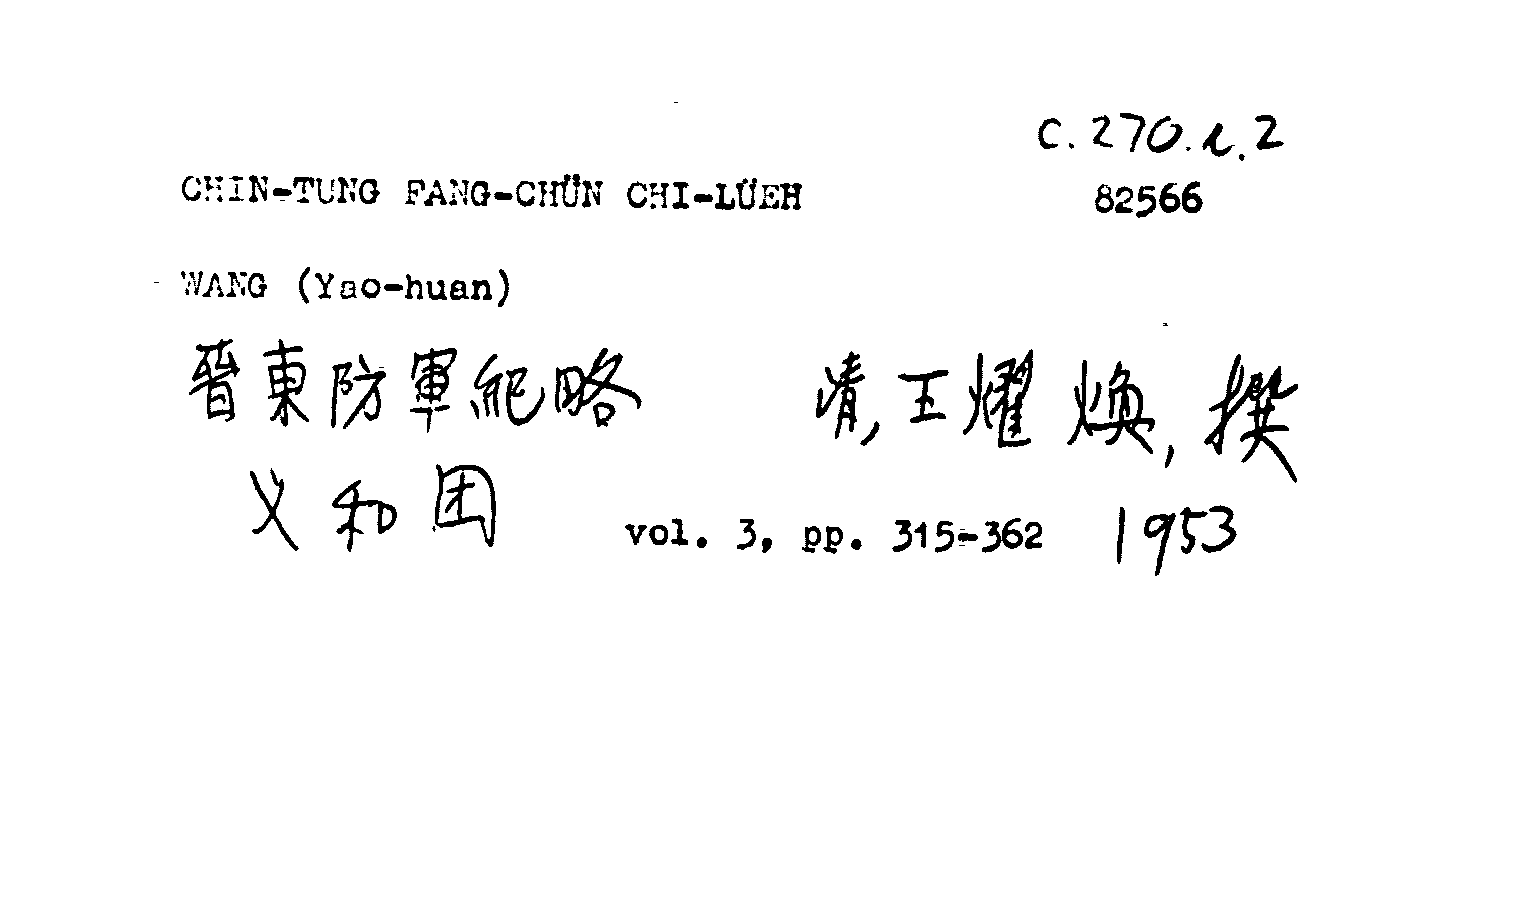 C.270.r.2
CHIN-TUNG FANG-CHÜN CHI-LÜEH 82566
WANG (Yao-huan)
晉東防軍紀略 清,王燿煥,撰
义和団 vol. 3, pp. 315-362 1953